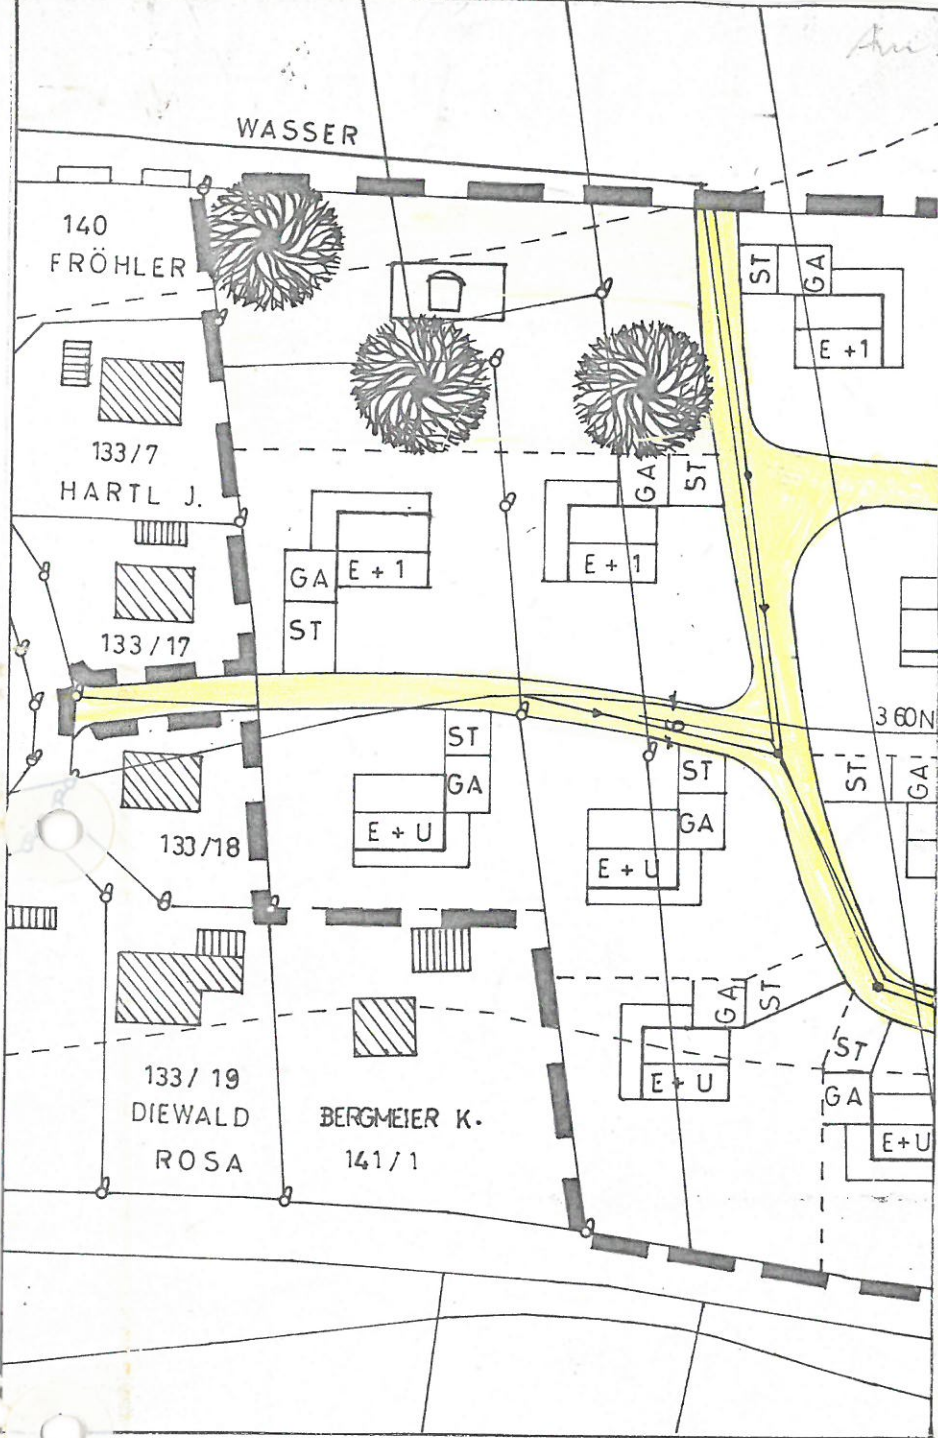 WASSER
140
FRÖHLER
ST
GA
E + 1
133/7
HARTL J.
GA
ST
E + 1
GA
ST
E + 1
133/17
360N
ST
GA
E + U
ST
GA
E + U
ST
GA
133/18
GA
ST
E + U
ST
GA
E + U
133/19
DIEWALD
ROSA
BERGMEIER K.
141/1